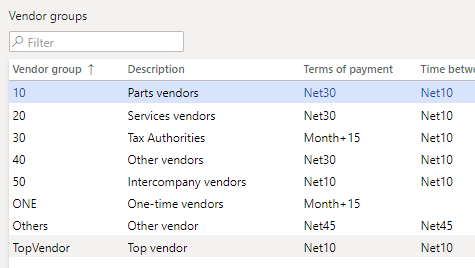 Vendor groups
Filter
Vendor group ↑ Description Terms of payment Time betwe
10 Parts vendors Net30 Net10
20 Services vendors Net30 Net10
30 Tax Authorities Month+15 Net10
40 Other vendors Net30 Net10
50 Intercompany vendors Net10 Net10
ONE One-time vendors Month+15
Others Other vendor Net45 Net45
TopVendor Top vendor Net10 Net10